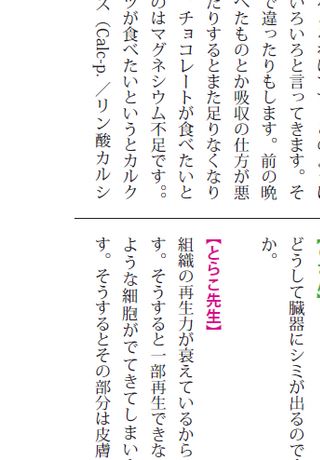 いろいろと言ってきます。そ
で違ったりもします。前の晩
べたものとか吸収の仕方が悪
たりするとまた足りなくなり
チョコレートが食べたいと
のはマグネシウム不足です。。
ツが食べたいというとカルク
ス（Calc-p.／リン酸カルシ
どうして臓器にシミが出るので
か。
【とらこ先生】
組織の再生力が衰えているから
す。そうすると一部再生できな
ような細胞がでてきてしまい
す。そうするとその部分は皮膚